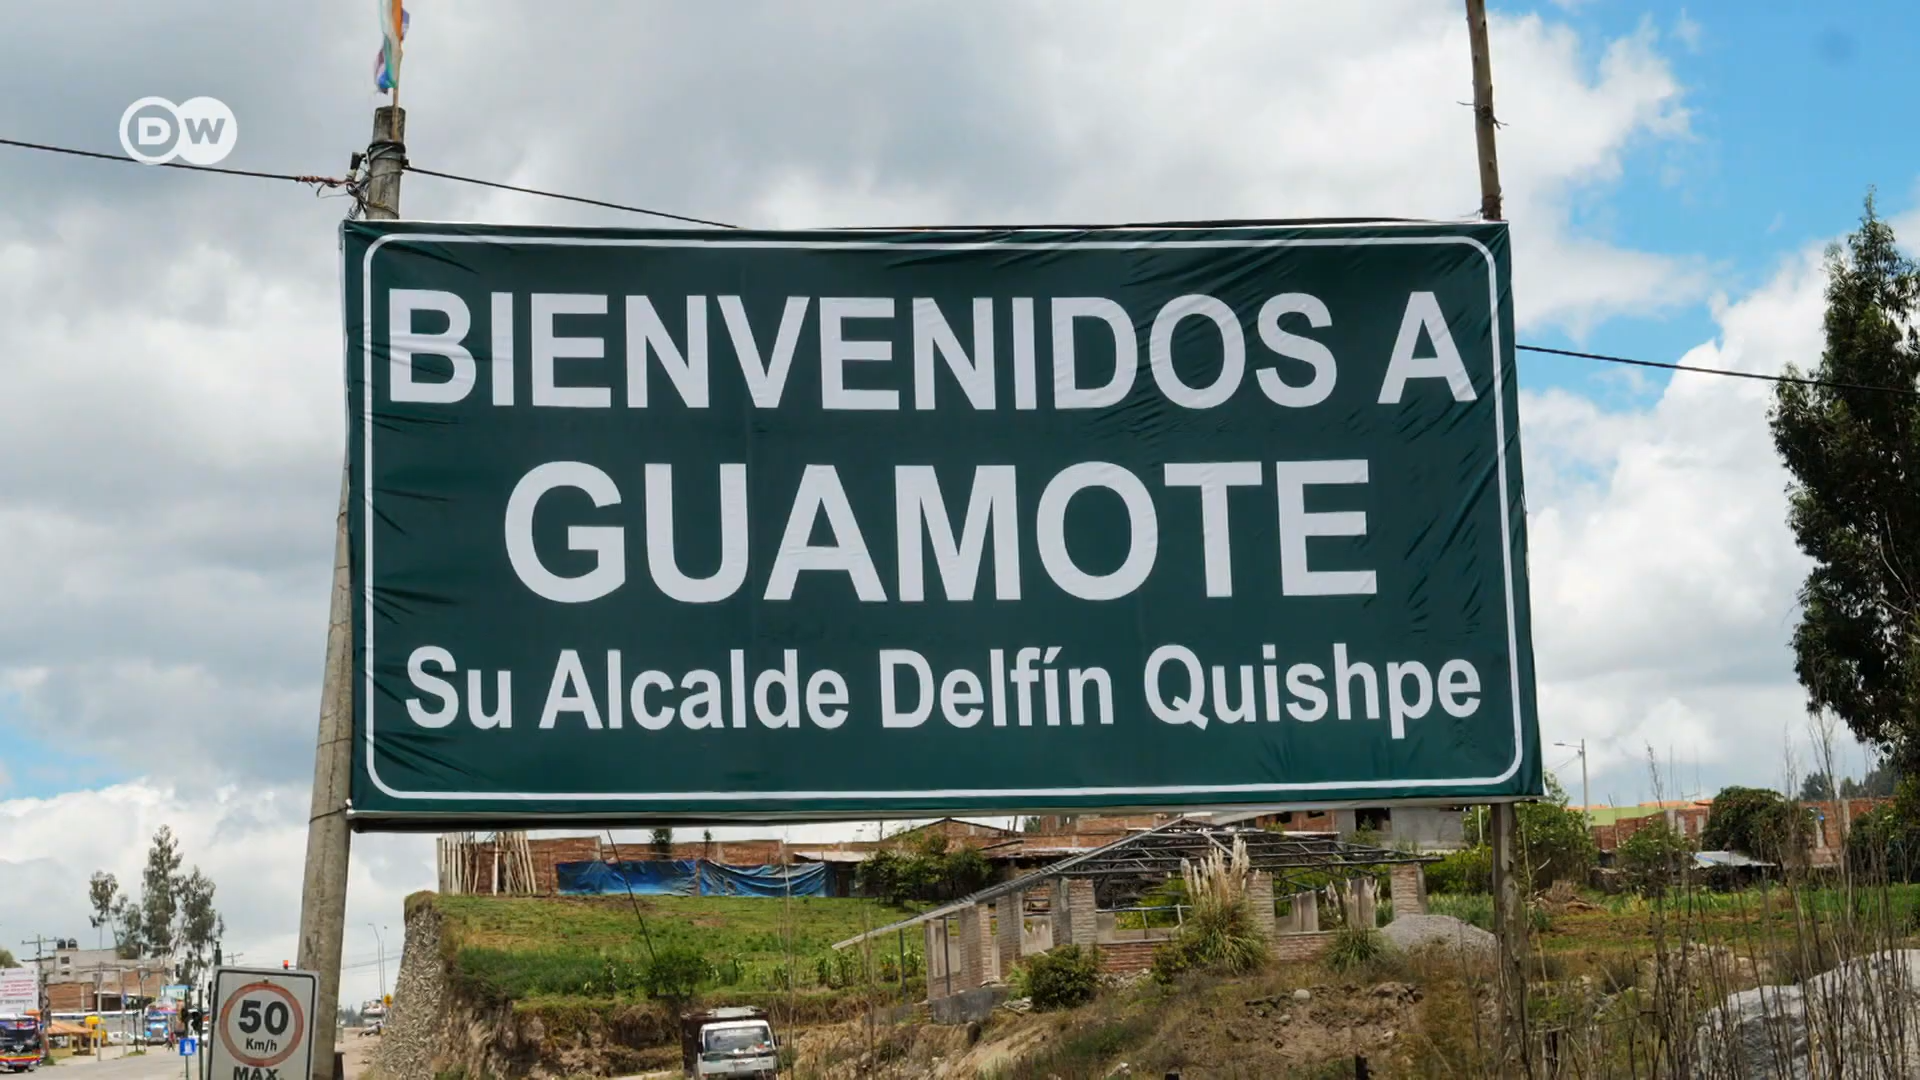 DW
BIENVENIDOS A
GUAMOTE
Su Alcalde Delfín Quishpe
50
Km/h
MAX.